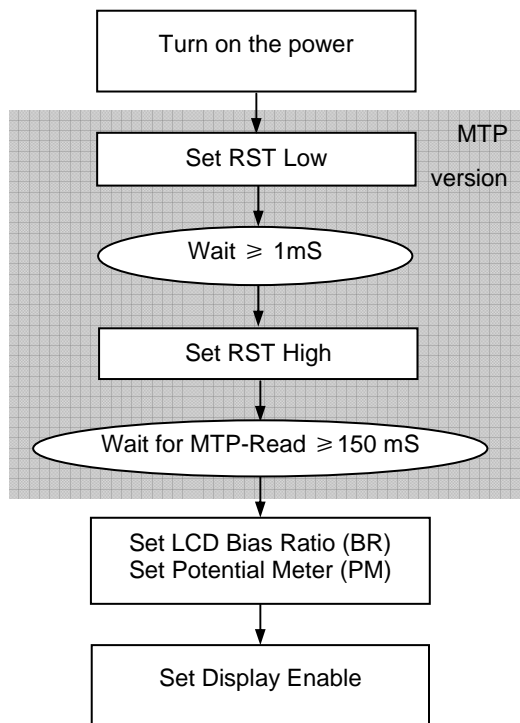 Turn on the power
MTP
version
Set RST Low
Wait ≥ 1mS
Set RST High
Wait for MTP-Read ≥150 mS
Set LCD Bias Ratio (BR)
Set Potential Meter (PM)
Set Display Enable